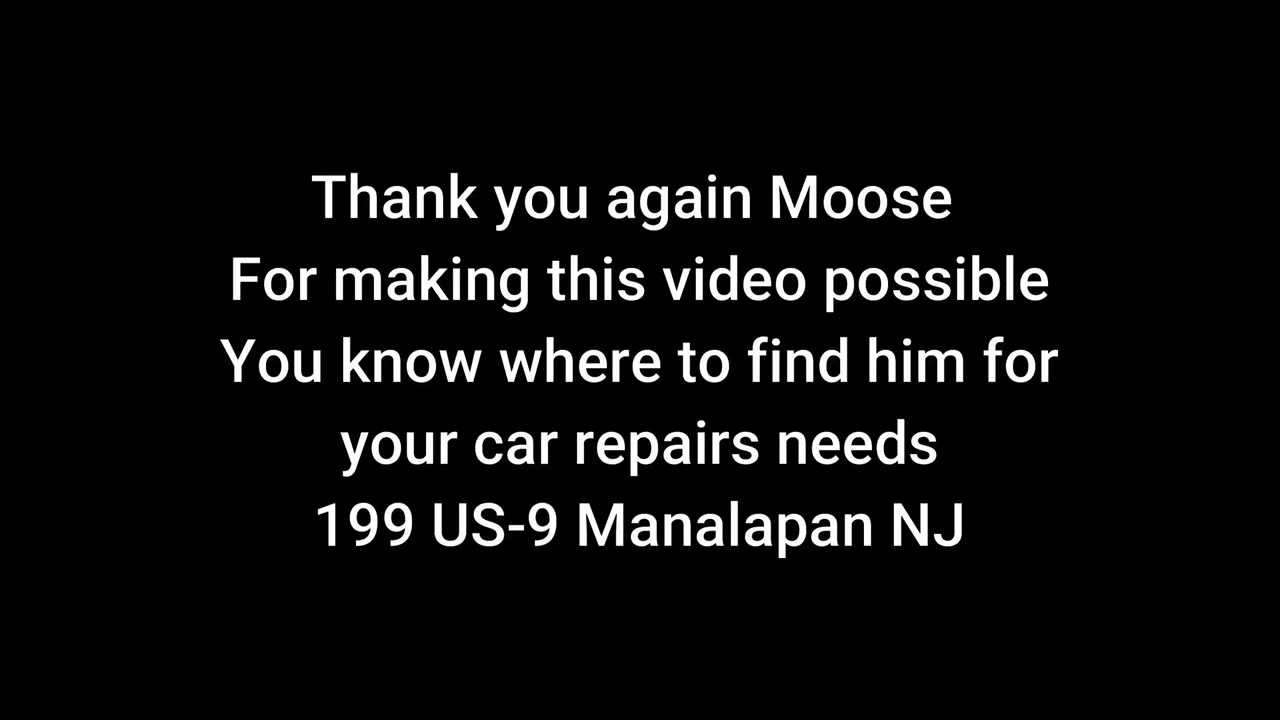 Thank you again Moose
For making this video possible
You know where to find him for
your car repairs needs
199 US-9 Manalapan NJ